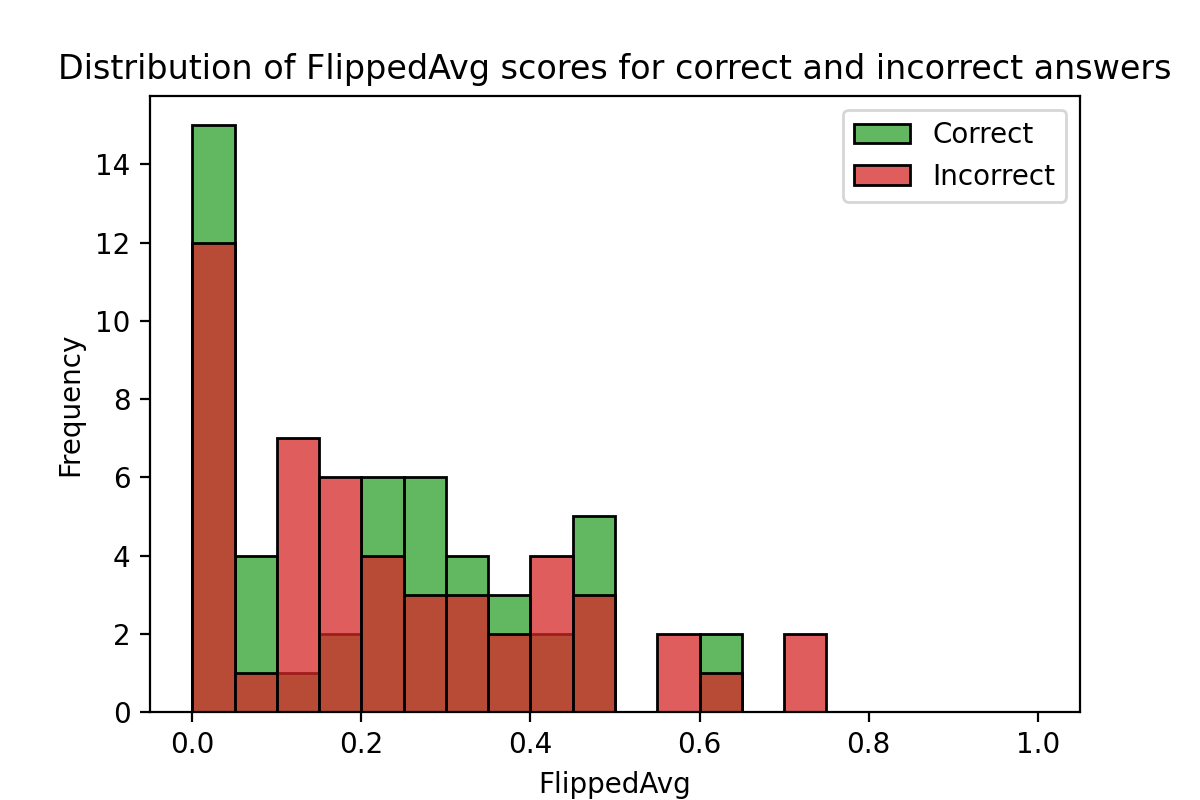 Distribution of FlippedAvg scores for correct and incorrect answers
Correct
Incorrect
Frequency
14
12
10
8
6
4
2
0
0.0 0.2 0.4 0.6 0.8 1.0
FlippedAvg